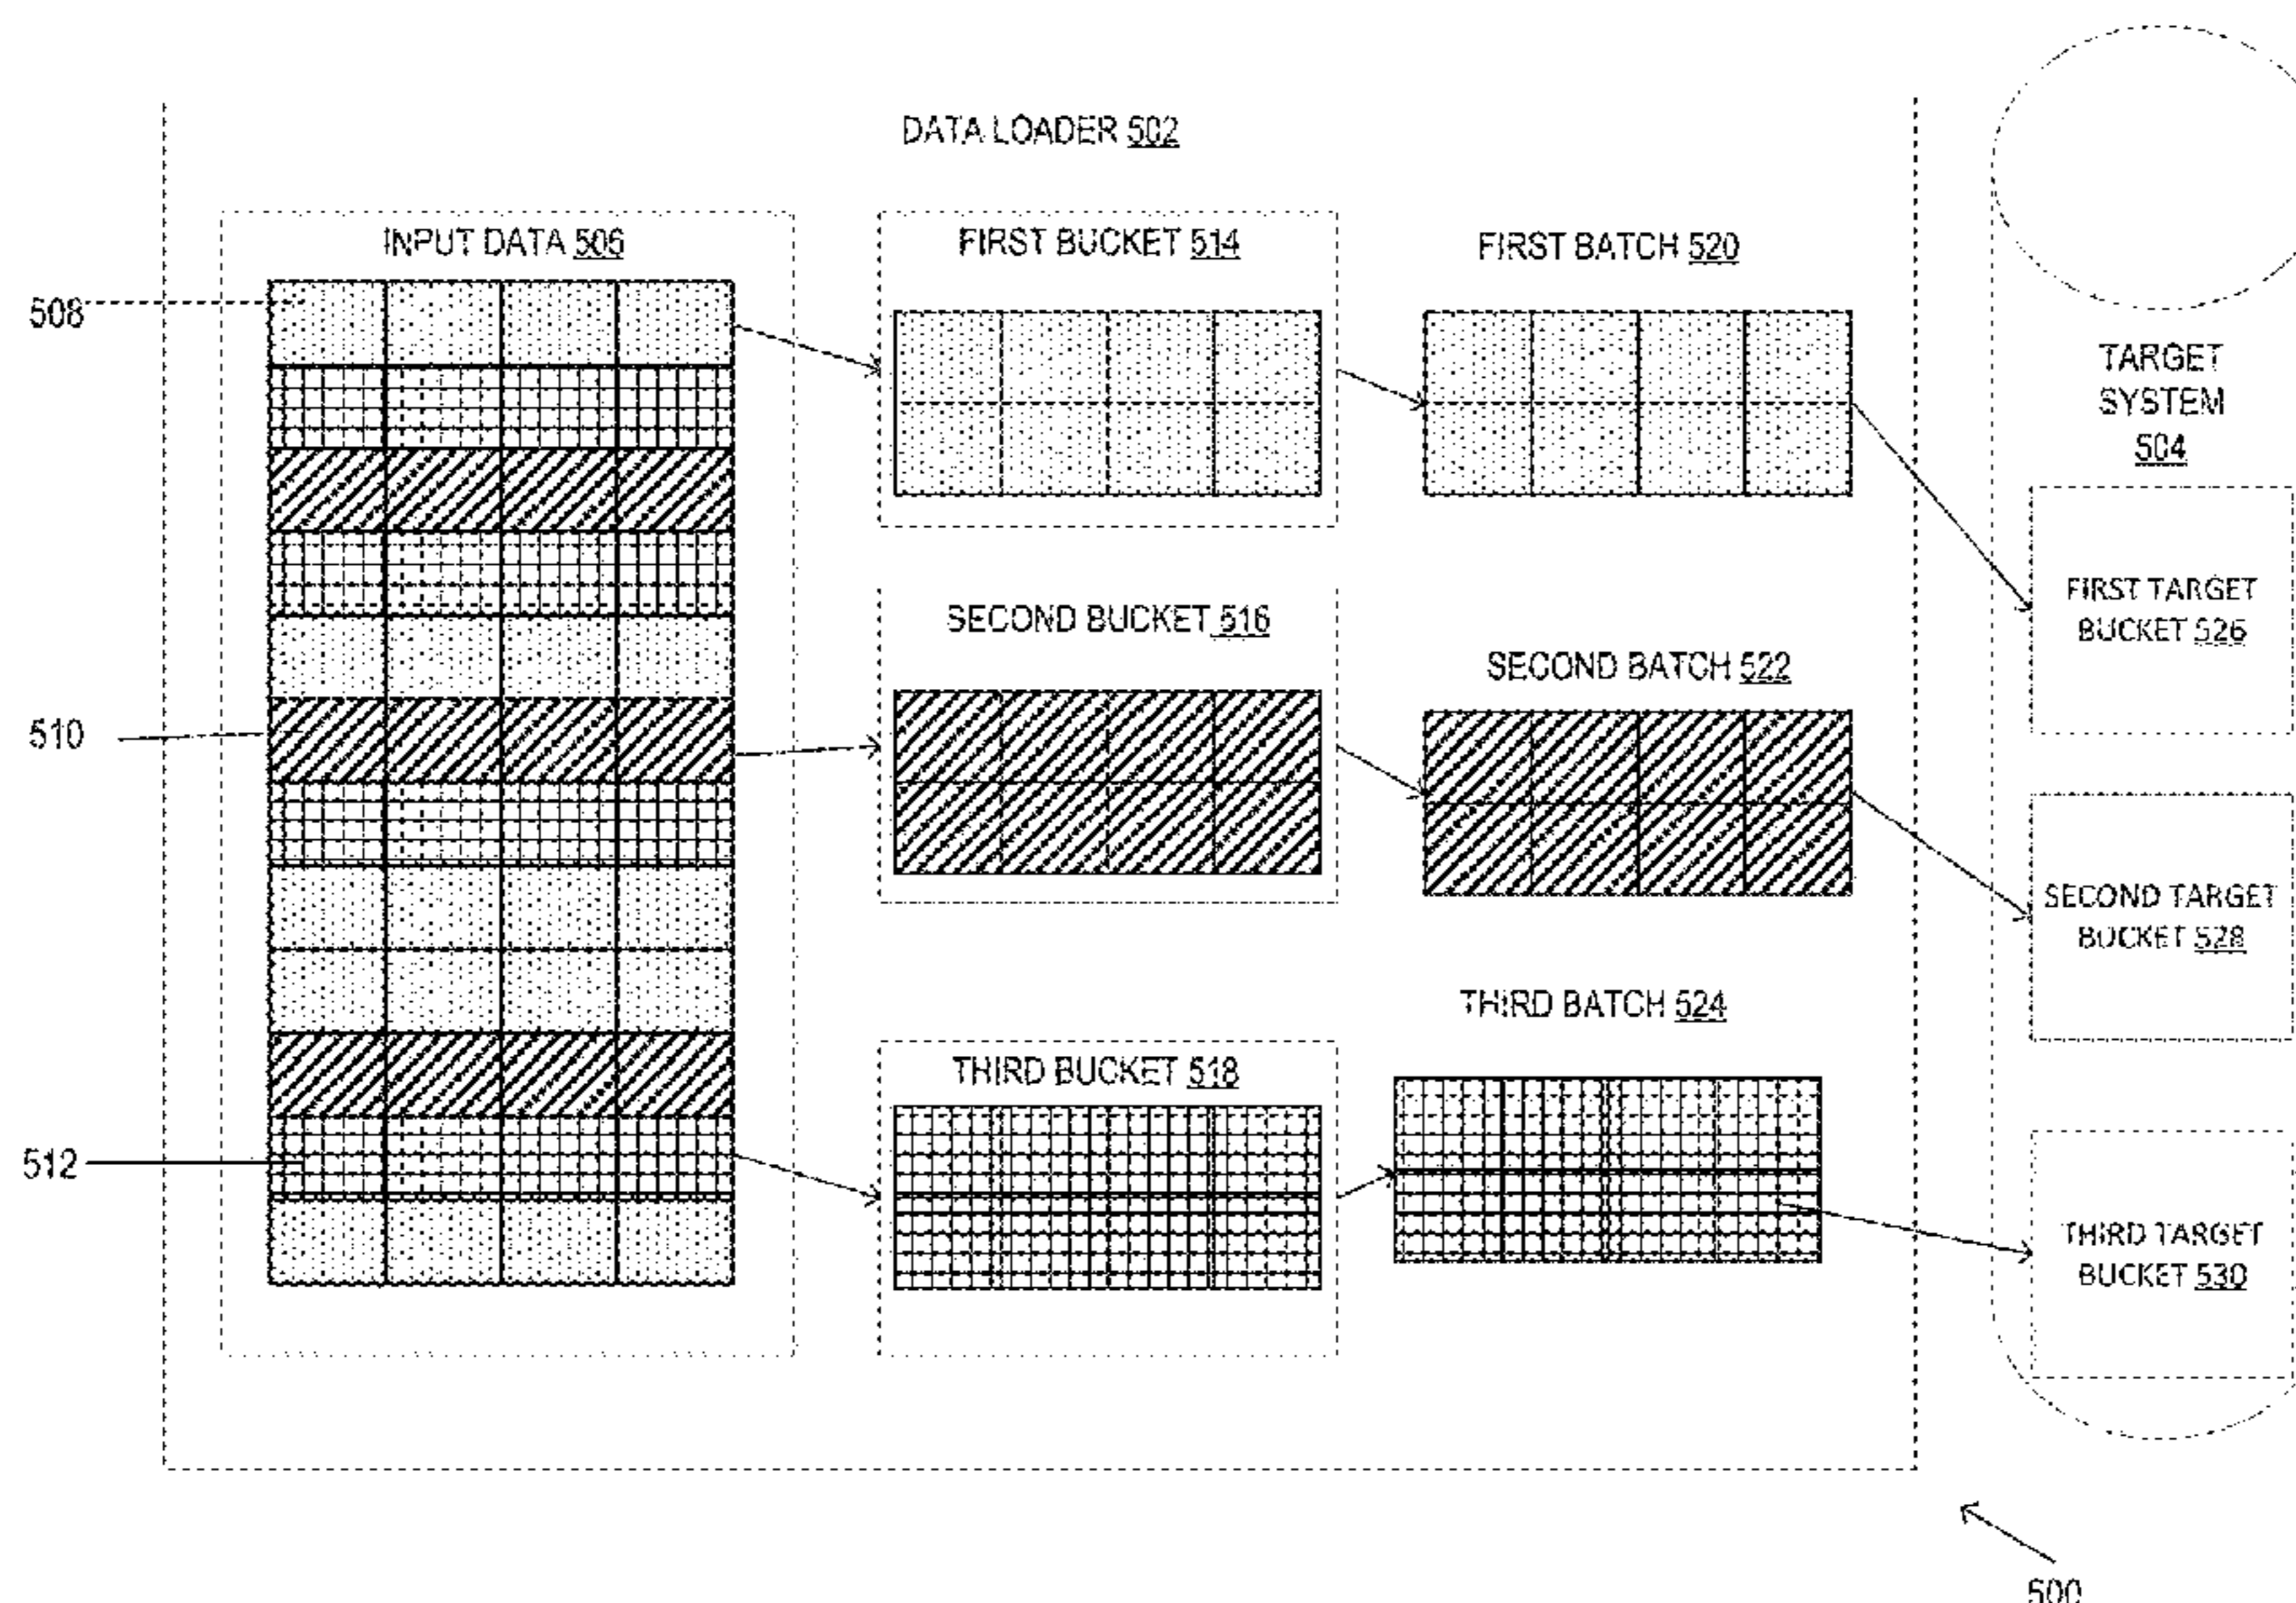 DATA LOADER 502
INPUT DATA 506
FIRST BUCKET 514
FIRST BATCH 520
508
TARGET
SYSTEM
504
FIRST TARGET
BUCKET 526
SECOND BUCKET 516
SECOND BATCH 522
510
SECOND TARGET
BUCKET 528
THIRD BATCH 524
THIRD BUCKET 518
512
THIRD TARGET
BUCKET 530
500